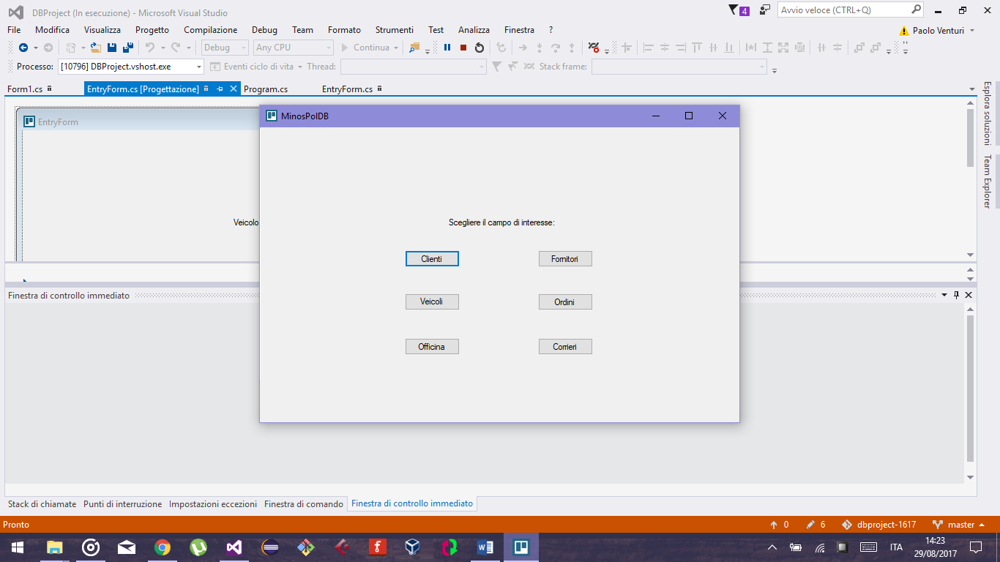 DBProject (In esecuzione) - Microsoft Visual Studio
4
Avvio veloce (CTRL+Q)
File Modifica Visualizza Progetto Compilazione Debug Team Formato Strumenti Test Analizza Finestra ?
Paolo Venturi
Debug Any CPU Continua
Processo: [10796] DBProject.vshost.exe Eventi ciclo di vita Thread: Stack frame:
Form1.cs EntryForm.cs [Progettazione] Program.cs EntryForm.cs
Esplora soluzioni
Team Explorer
EntryForm
Veicolo
MinosPolDB
Scegliere il campo di interesse:
Clienti Fornitori
Veicoli Ordini
Officina Corrieri
Finestra di controllo immediato
Stack di chiamate Punti di interruzione Impostazioni eccezioni Finestra di comando Finestra di controllo immediato
Pronto 0 6 dbproject-1617 master
ITA
14:23
29/08/2017